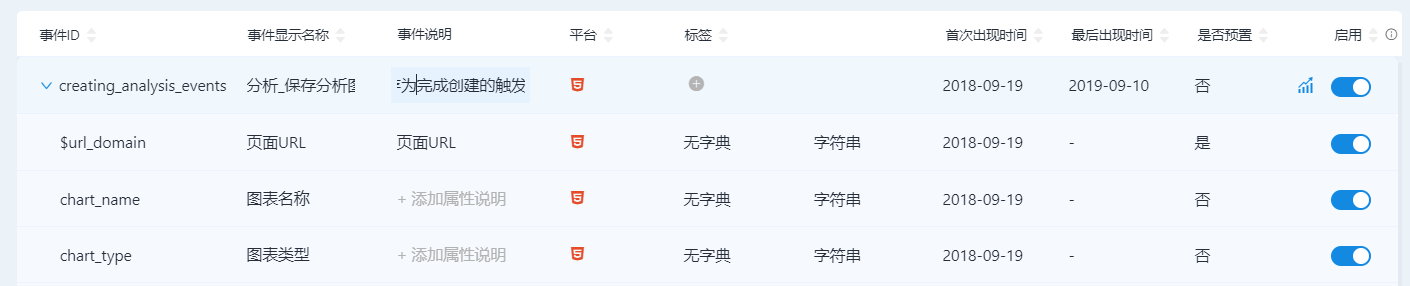 事件ID 事件显示名称 事件说明 平台 标签 首次出现时间 最后出现时间 是否预置 启用
creating_analysis_events 分析_保存分析 为完成创建的触发 2018-09-19 2019-09-10 否
$url_domain 页面URL 页面URL 无字典 字符串 2018-09-19 - 是
chart_name 图表名称 + 添加属性说明 无字典 字符串 2018-09-19 - 否
chart_type 图表类型 + 添加属性说明 无字典 字符串 2018-09-19 - 否